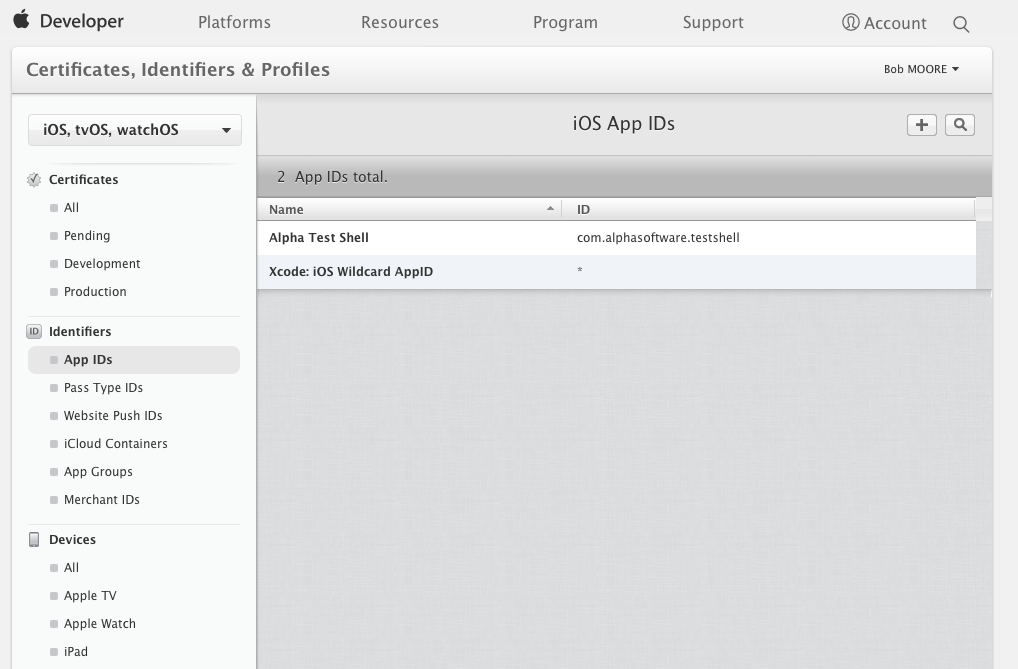 Developer Platforms Resources Program Support Account
Certificates, Identifiers & Profiles Bob MOORE
iOS, tvOS, watchOS
Certificates
All
Pending
Development
Production
ID Identifiers
App IDs
Pass Type IDs
Website Push IDs
iCloud Containers
App Groups
Merchant IDs
Devices
All
Apple TV
Apple Watch
iPad
iOS App IDs
2 App IDs total.
Name ID
Alpha Test Shell com.alphasoftware.testshell
Xcode: iOS Wildcard AppID *